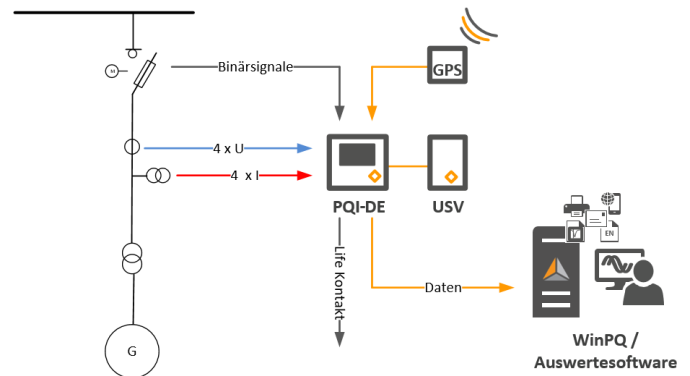 M
Binärsignale
GPS
4 x U
4 x I
PQI-DE
USV
Life Kontakt
Daten
EN
G
WinPQ /
Auswertesoftware